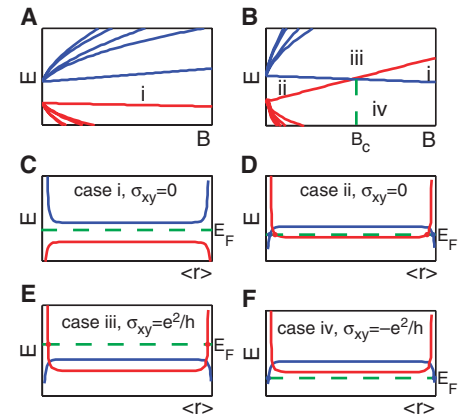 A
E
i
B
B
E
iii
i
ii
iv
B_c
B
C
case i, σ_xy=0
E_F
<r>
D
case ii, σ_xy=0
E_F
<r>
E
E
case iii, σ_xy=e²/h
E_F
<r>
F
E
case iv, σ_xy=−e²/h
E_F
<r>